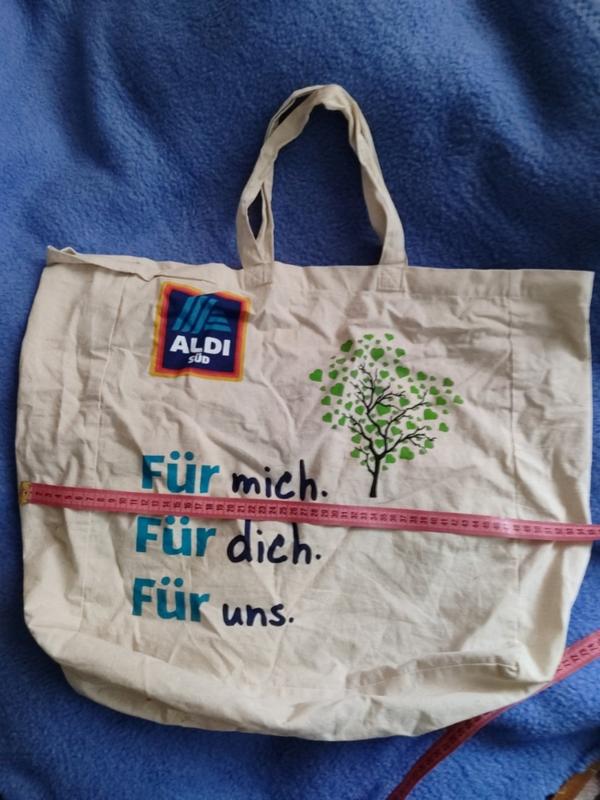 ALDI
SÜD
Für mich.
Für dich.
Für uns.